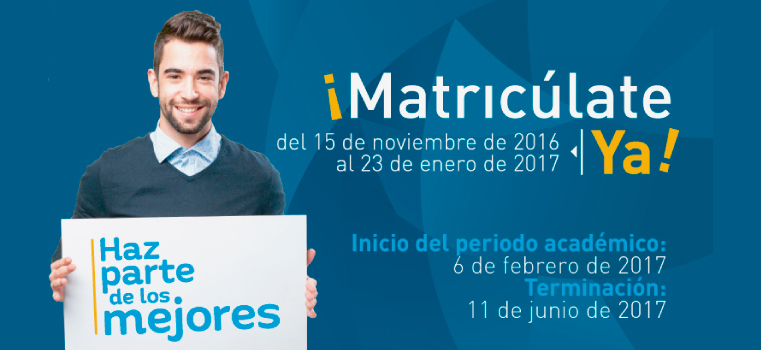 ¡Matricúlate
del 15 de noviembre de 2016
al 23 de enero de 2017
Ya!
Inicio del periodo académico:
6 de febrero de 2017
Terminación:
11 de junio de 2017
Haz
parte
de los
mejores